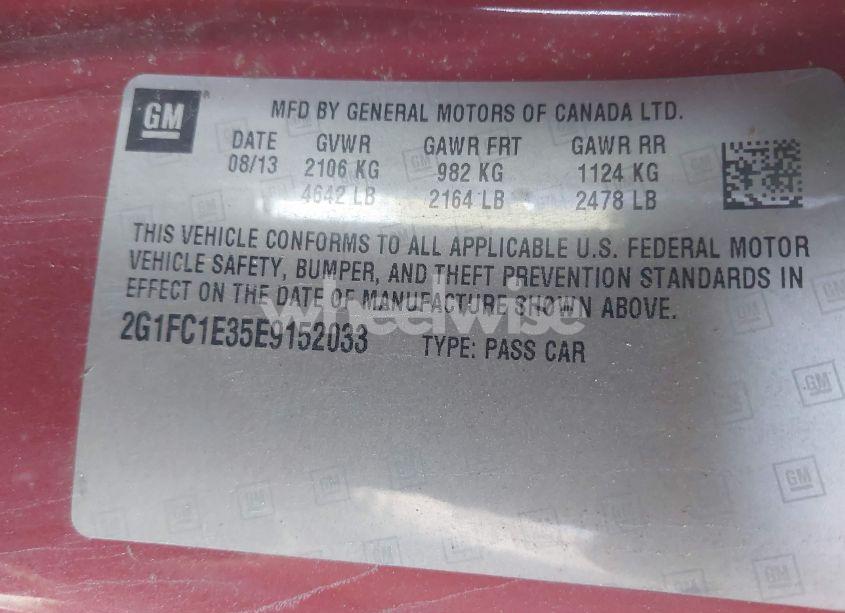 GM
MFD BY GENERAL MOTORS OF CANADA LTD.
DATE GVWR GAWR FRT GAWR RR
08/13 2106 KG 982 KG 1124 KG
4642 LB 2164 LB 2478 LB
THIS VEHICLE CONFORMS TO ALL APPLICABLE U.S. FEDERAL MOTOR
VEHICLE SAFETY, BUMPER, AND THEFT PREVENTION STANDARDS IN
EFFECT ON THE DATE OF MANUFACTURE SHOWN ABOVE.
wheelwise
2G1FC1E35E9152033 TYPE: PASS CAR
GM
GM